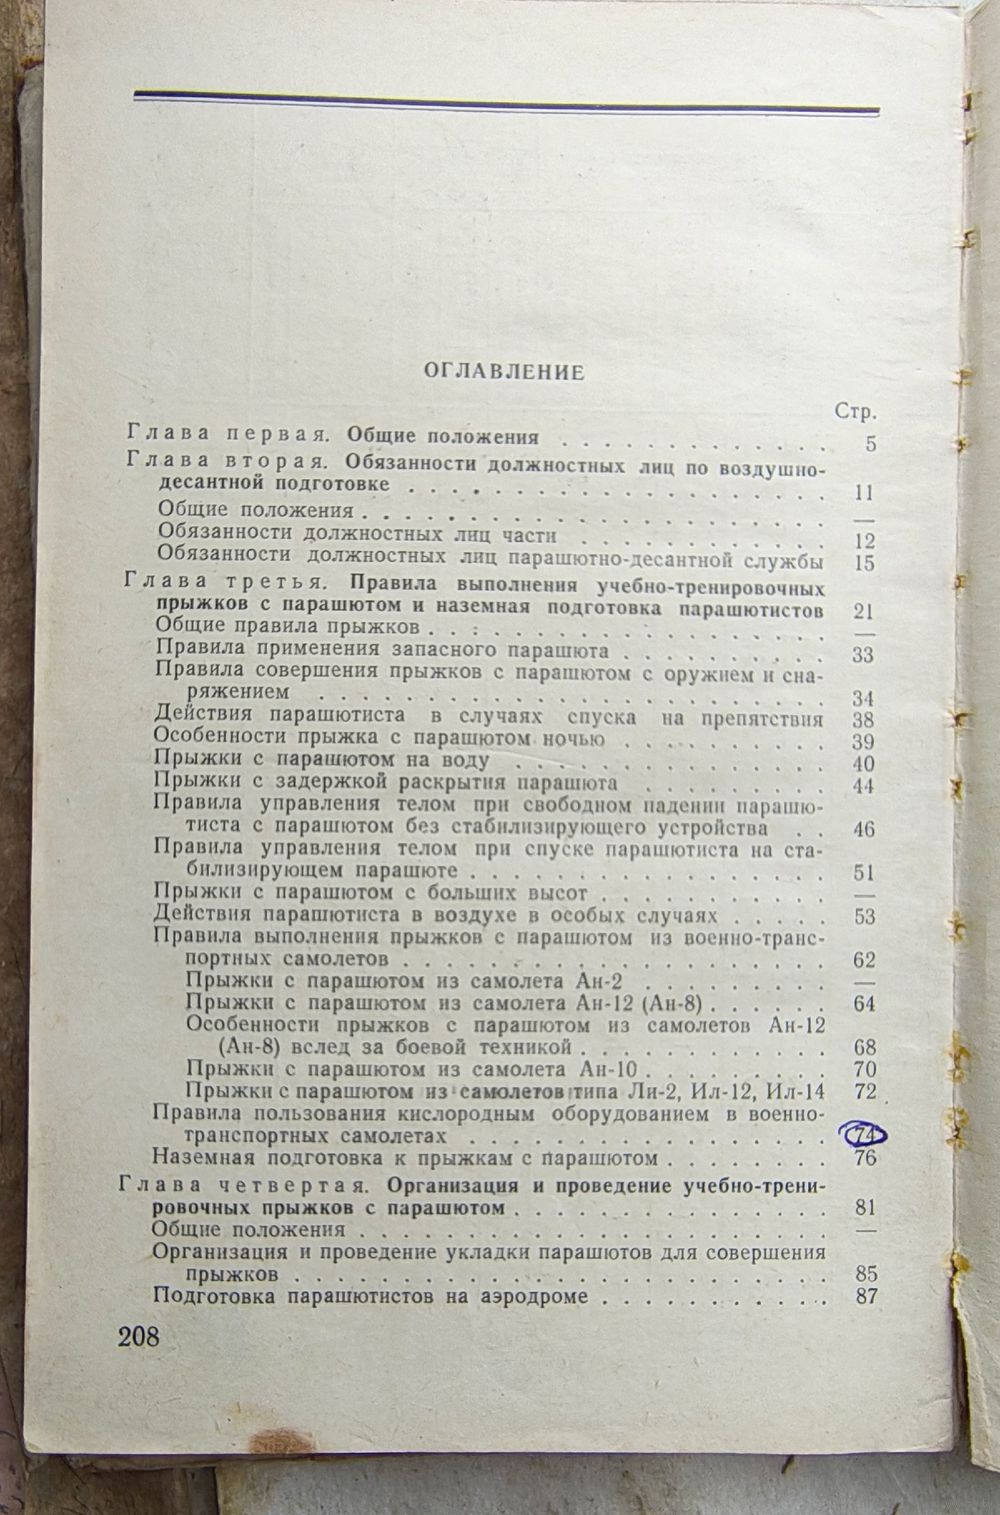 ОГЛАВЛЕНИЕ
Стр.
Глава первая. Общие положения . . . . . . . . . . 5
Глава вторая. Обязанности должностных лиц по воздушно-
десантной подготовке . . . . . . . . . . . . . . . 11
Общие положения . . . . . . . . . . . . . . . . —
Обязанности должностных лиц части . . . . . . . . . 12
Обязанности должностных лиц парашютно-десантной службы 15
Глава третья. Правила выполнения учебно-тренировочных
прыжков с парашютом и наземная подготовка парашютистов 21
Общие правила прыжков . . . . . . . . . . . . . . —
Правила применения запасного парашюта . . . . . . . . 33
Правила совершения прыжков с парашютом с оружием и сна-
ряжением . . . . . . . . . . . . . . . . . . 34
Действия парашютиста в случаях спуска на препятствия 38
Особенности прыжка с парашютом ночью . . . . . . . . 39
Прыжки с парашютом на воду . . . . . . . . . . . 40
Прыжки с задержкой раскрытия парашюта . . . . . . . 44
Правила управления телом при свободном падении парашю-
тиста с парашютом без стабилизирующего устройства . . 46
Правила управления телом при спуске парашютиста на ста-
билизирующем парашюте . . . . . . . . . . . . . 51
Прыжки с парашютом с больших высот . . . . . . . . —
Действия парашютиста в воздухе в особых случаях . . . . . 53
Правила выполнения прыжков с парашютом из военно-транс-
портных самолетов . . . . . . . . . . . . . . . 62
Прыжки с парашютом из самолета Ан-2 . . . . . . . —
Прыжки с парашютом из самолета Ан-12 (Ан-8) . . . . . . 64
Особенности прыжков с парашютом из самолетов Ан-12
(Ан-8) вслед за боевой техникой . . . . . . . . . 68
Прыжки с парашютом из самолета Ан-10 . . . . . . . . 70
Прыжки с парашютом из самолетов типа Ли-2, Ил-12, Ил-14 72
Правила пользования кислородным оборудованием в военно-
транспортных самолетах . . . . . . . . . . . . . 74
Наземная подготовка к прыжкам с парашютом . . . . . . . 76
Глава четвертая. Организация и проведение учебно-трени-
ровочных прыжков с парашютом . . . . . . . . . . . 81
Общие положения . . . . . . . . . . . . . . . . —
Организация и проведение укладки парашютов для совершения
прыжков . . . . . . . . . . . . . . . . . . . 85
Подготовка парашютистов на аэродроме . . . . . . . . . 87
208